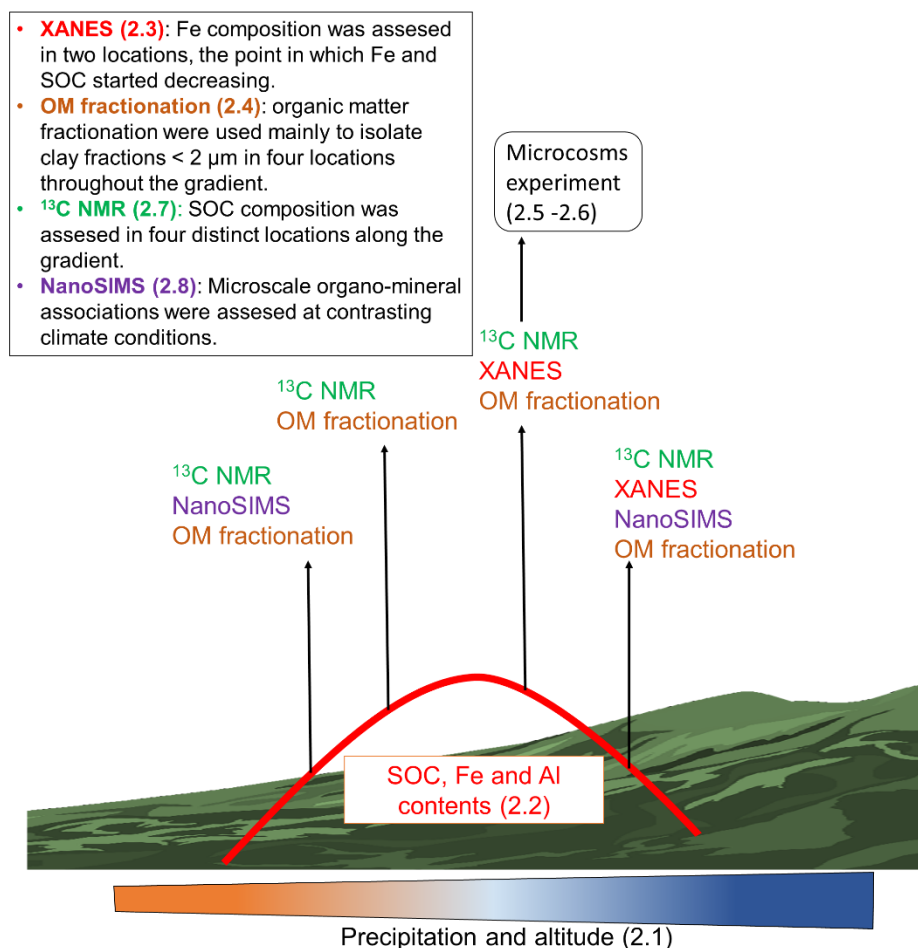 • XANES (2.3): Fe composition was assesed
in two locations, the point in which Fe and
SOC started decreasing.
• OM fractionation (2.4): organic matter
fractionation were used mainly to isolate
clay fractions < 2 µm in four locations
throughout the gradient.
• ¹³C NMR (2.7): SOC composition was
assesed in four distinct locations along the
gradient.
• NanoSIMS (2.8): Microscale organo-mineral
associations were assesed at contrasting
climate conditions.
Microcosms
experiment
(2.5 -2.6)
¹³C NMR
NanoSIMS
OM fractionation
¹³C NMR
OM fractionation
¹³C NMR
XANES
OM fractionation
¹³C NMR
XANES
NanoSIMS
OM fractionation
SOC, Fe and Al
contents (2.2)
Precipitation and altitude (2.1)